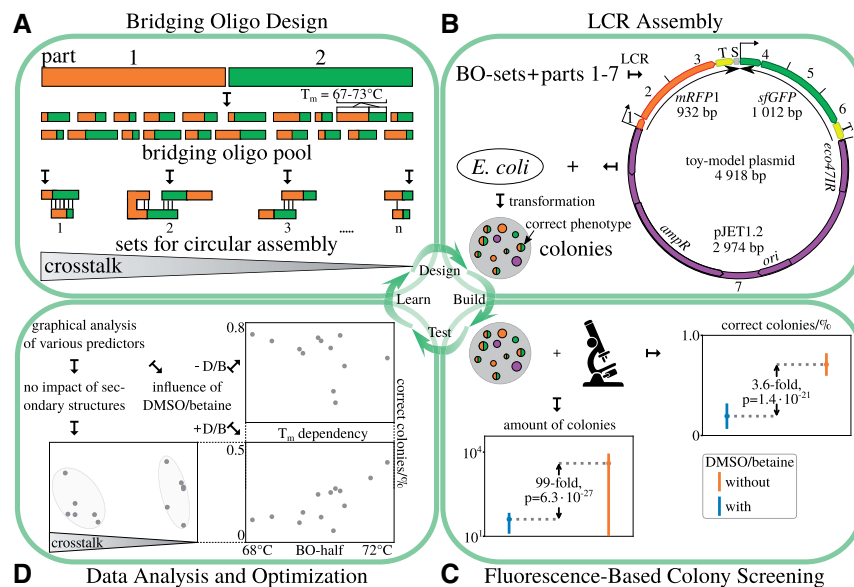 A
Bridging Oligo Design
part
1
2
Tm = 67-73°C
bridging oligo pool
1
2
3
.....
n
sets for circular assembly
crosstalk
B
LCR Assembly
BO-sets+parts 1-7
LCR
1
2
3
T
S
4
5
6
T
7
mRFP1
932 bp
sfGFP
1 012 bp
toy-model plasmid
4 918 bp
eco47IR
pJET1.2
2 974 bp
ampR
ori
E. coli
+
transformation
correct phenotype
colonies
Design
Learn
Build
Test
graphical analysis
of various predictors
no impact of sec-
ondary structures
influence of
DMSO/betaine
- D/B
+D/B
0.8
Tm dependency
0.5
0
68°C
BO-half
72°C
correct colonies/%
crosstalk
D
Data Analysis and Optimization
+
correct colonies/%
1.0
3.6-fold,
p=1.4·10-21
0
amount of colonies
10⁴
99-fold,
p=6.3·10-27
10¹
DMSO/betaine
without
with
C
Fluorescence-Based Colony Screening